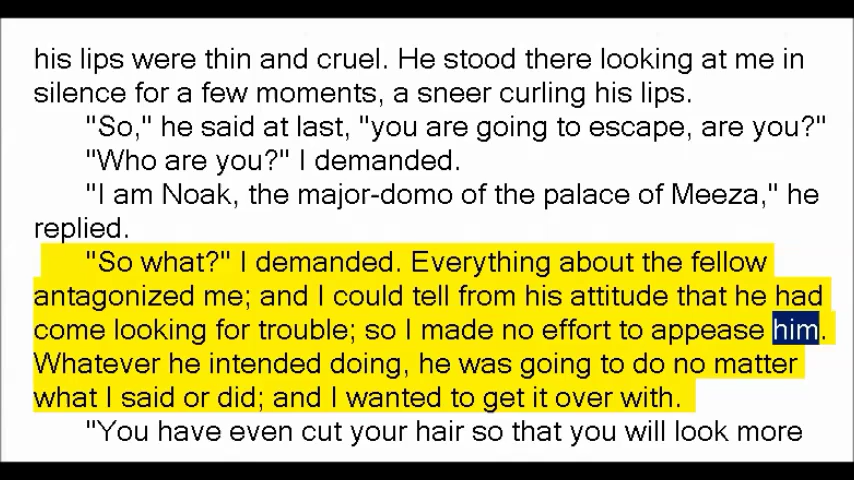 his lips were thin and cruel. He stood there looking at me in
silence for a few moments, a sneer curling his lips.
"So," he said at last, "you are going to escape, are you?"
"Who are you?" I demanded.
"I am Noak, the major-domo of the palace of Meeza," he
replied.
"So what?" I demanded. Everything about the fellow
antagonized me; and I could tell from his attitude that he had
come looking for trouble; so I made no effort to appease him.
Whatever he intended doing, he was going to do no matter
what I said or did; and I wanted to get it over with.
"You have even cut your hair so that you will look more